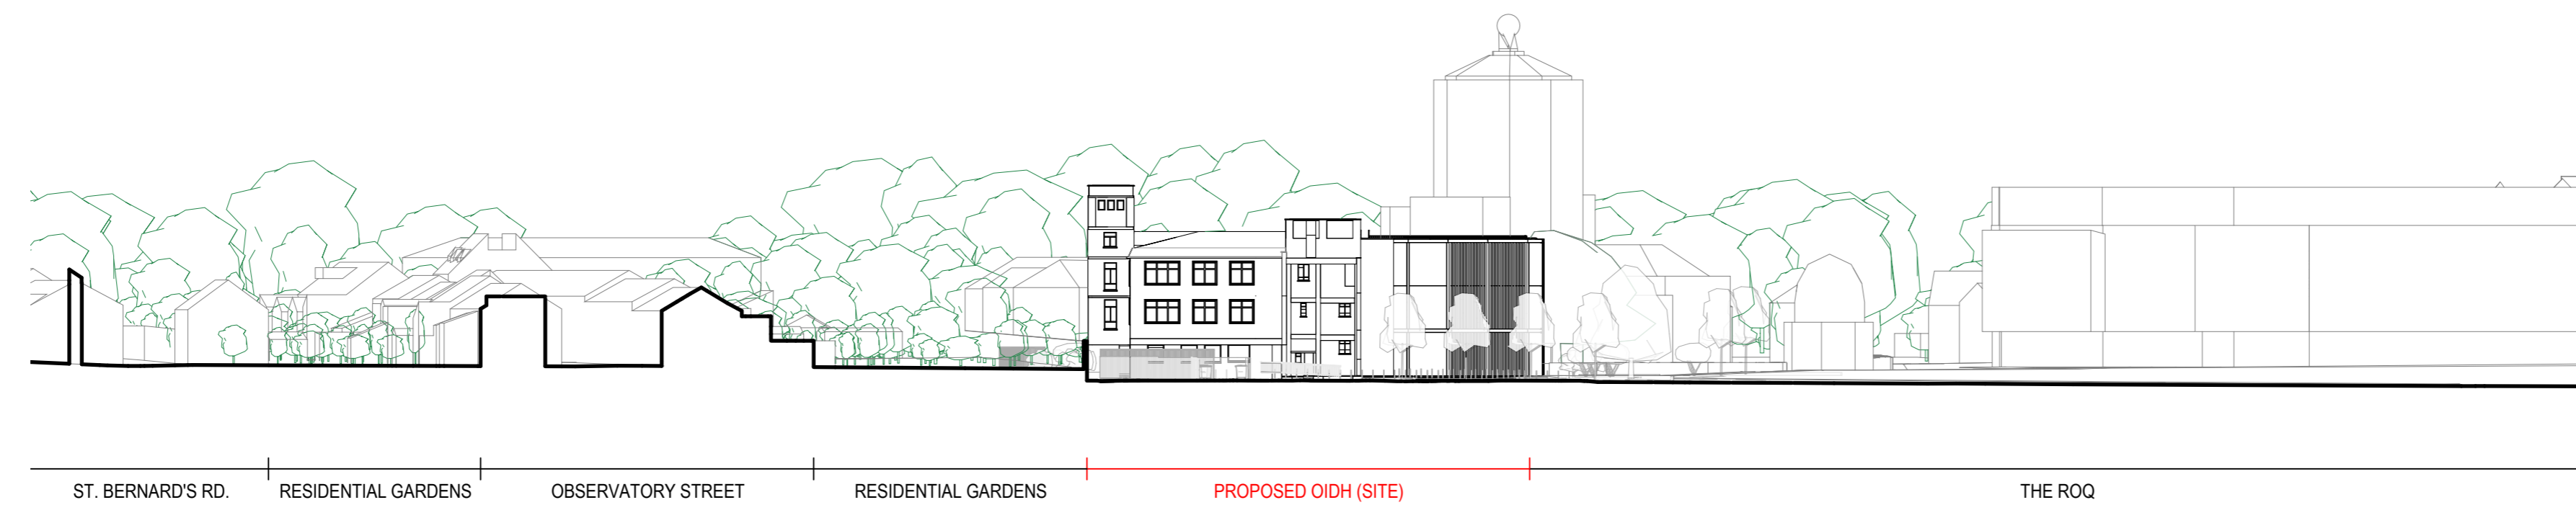 ST. BERNARD'S RD.
RESIDENTIAL GARDENS
OBSERVATORY STREET
RESIDENTIAL GARDENS
PROPOSED OIDH (SITE)
THE ROQ